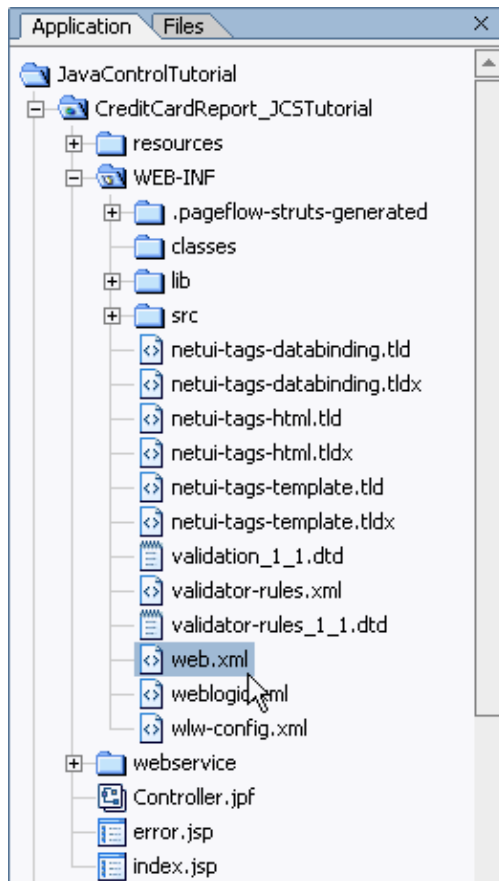 Application Files
JavaControlTutorial
CreditCardReport_JCSTutorial
resources
WEB-INF
.pageflow-struts-generated
classes
lib
src
netui-tags-databinding.tld
netui-tags-databinding.tldx
netui-tags-html.tld
netui-tags-html.tldx
netui-tags-template.tld
netui-tags-template.tldx
validation_1_1.dtd
validator-rules.xml
validator-rules_1_1.dtd
web.xml
weblogic.xml
wlw-config.xml
webservice
Controller.jpf
error.jsp
index.jsp